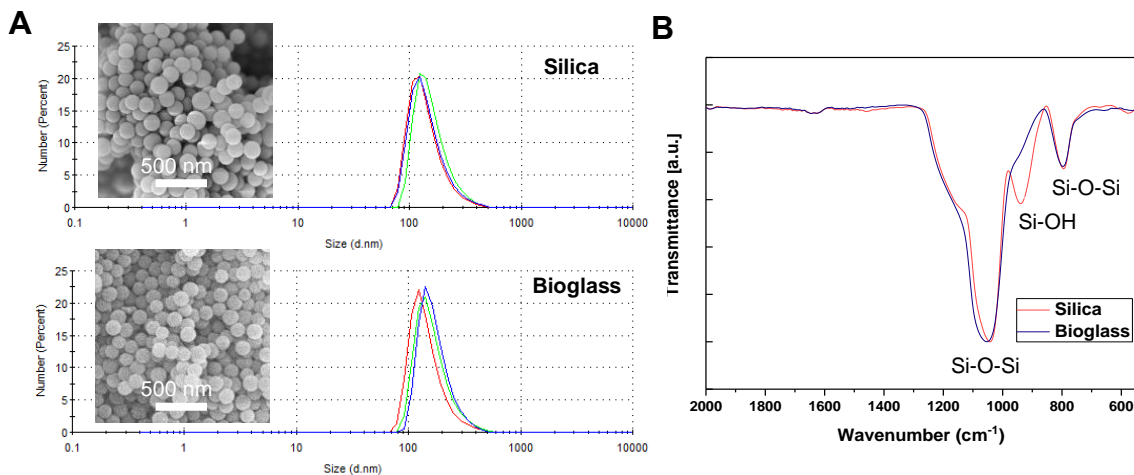 A
Number (Percent)
25
20
15
10
5
0
0.1
1
10
100
1000
10000
Size (d.nm)
Silica
500 nm
Number (Percent)
25
20
15
10
5
0
0.1
1
10
100
1000
10000
Size (d.nm)
Bioglass
500 nm
B
Transmittance [a.u.]
Si-O-Si
Si-OH
Si-O-Si
Silica
Bioglass
2000 1800 1600 1400 1200 1000 800 600
Wavenumber (cm⁻¹)